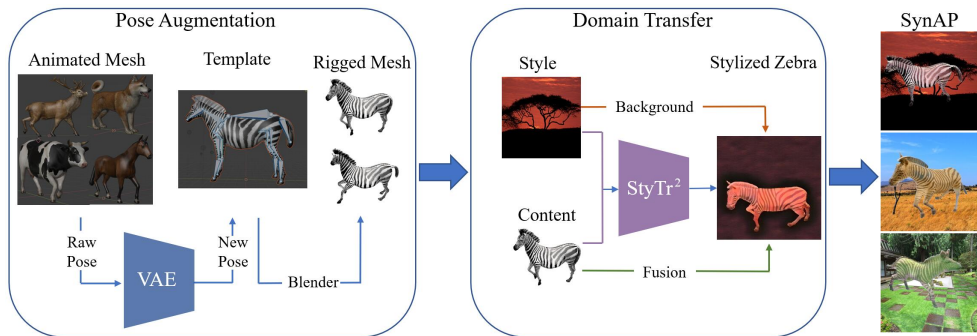 Pose Augmentation
Animated Mesh
Template
Rigged Mesh
Raw
Pose
VAE
New
Pose
Blender
Domain Transfer
Style
Stylized Zebra
Background
StyTr²
Content
Fusion
SynAP